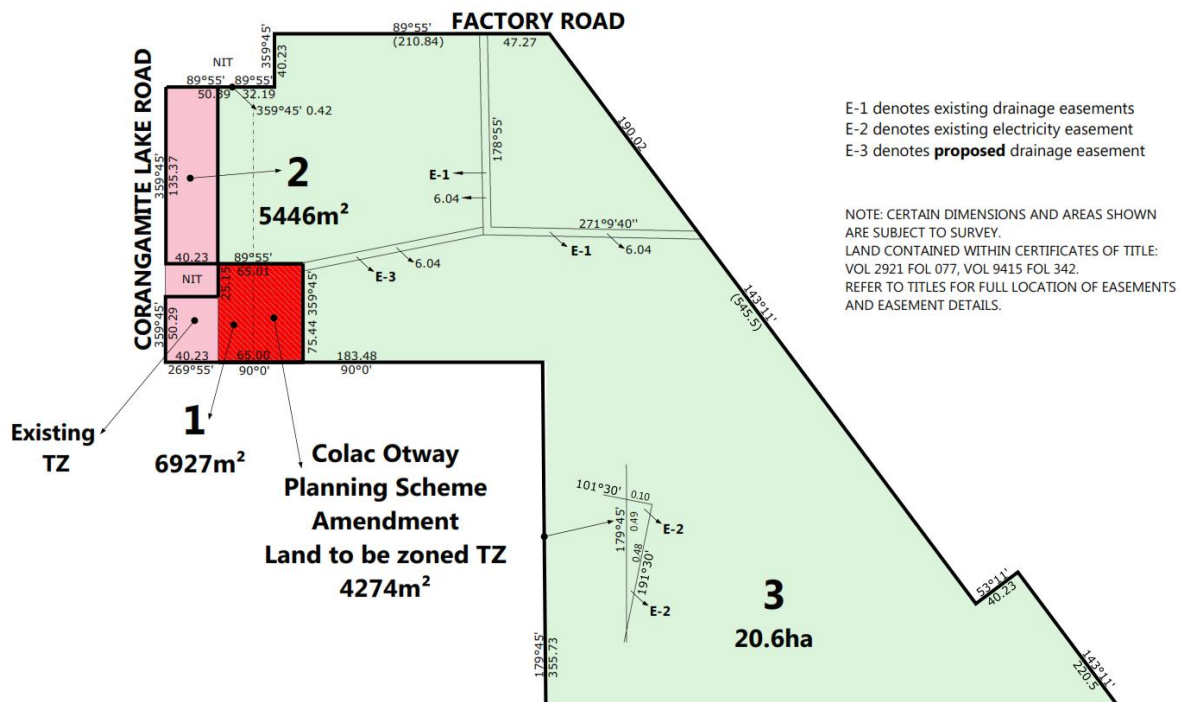 FACTORY ROAD
89°55'
(210.84)
47.27
359°45'
40.23
NIT
89°55'
89°55'
50.89
32.19
359°45' 0.42
CORANGAMITE LAKE ROAD
359°45'
135.37
2
5446m²
178°55'
E-1
6.04
190.02
271°9'40"
E-1
6.04
E-3
6.04
40.23
89°55'
65.01
NIT
25.15
359°45'
50.29
75.44 359°45'
40.23
65.00
183.48
269°55'
90°0'
90°0'
143°11'
(545.5)
E-1 denotes existing drainage easements
E-2 denotes existing electricity easement
E-3 denotes proposed drainage easement
NOTE: CERTAIN DIMENSIONS AND AREAS SHOWN
ARE SUBJECT TO SURVEY.
LAND CONTAINED WITHIN CERTIFICATES OF TITLE:
VOL 2921 FOL 077, VOL 9415 FOL 342.
REFER TO TITLES FOR FULL LOCATION OF EASEMENTS
AND EASEMENT DETAILS.
Existing
TZ
1
6927m²
Colac Otway
Planning Scheme
Amendment
Land to be zoned TZ
4274m²
101°30'
0.10
179°45'
0.49
E-2
0.48
191°30'
E-2
3
20.6ha
179°45'
355.73
53°11'
40.23
143°11'
220.5